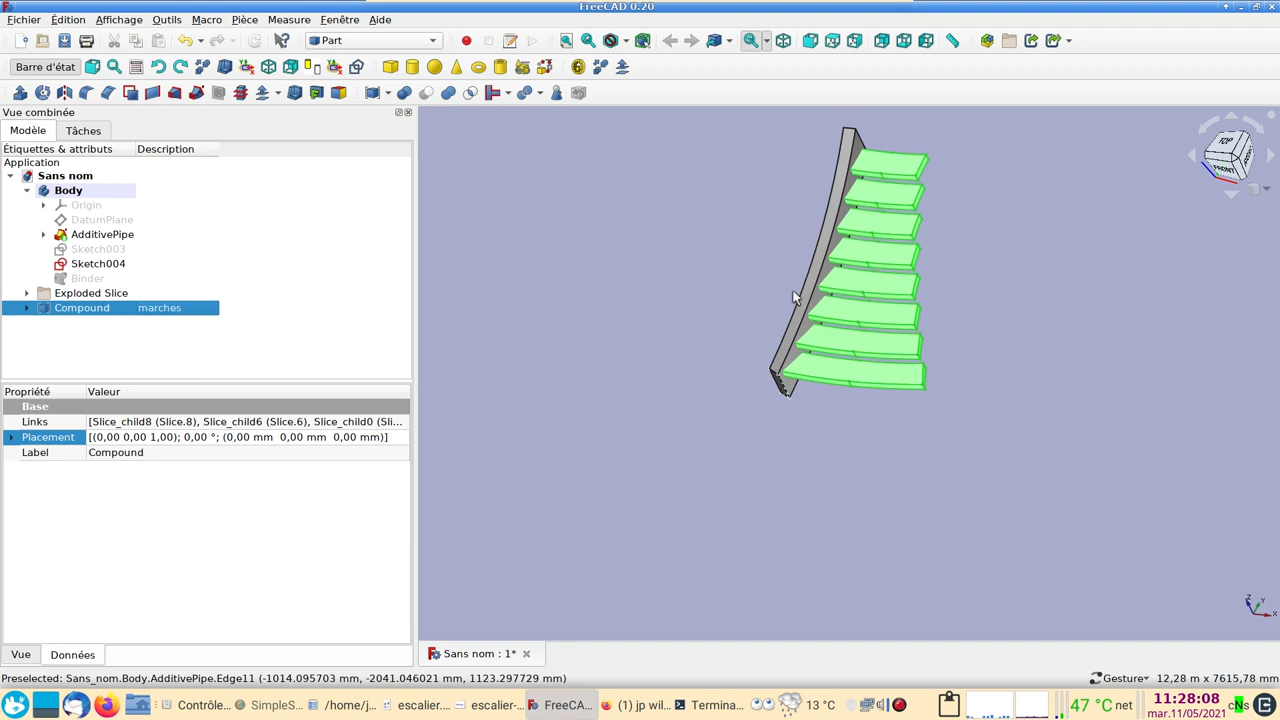 FreeCAD 0.20
Fichier Édition Affichage Outils Macro Pièce Measure Fenêtre Aide
Part
Barre d'état
Vue combinée
Modèle Tâches
Étiquettes & attributs Description
Application
Sans nom
Body
Origin
DatumPlane
AdditivePipe
Sketch003
Sketch004
Binder
Exploded Slice
Compound marches
TOP
FRONT
Propriété Valeur
Base
Links [Slice_child8 (Slice.8), Slice_child6 (Slice.6), Slice_child0 (Sli...
Placement [(0,00 0,00 1,00); 0,00 °; (0,00 mm 0,00 mm 0,00 mm)]
Label Compound
Z Y X
Vue Données
Sans nom : 1*
Preselected: Sans_nom.Body.AdditivePipe.Edge11 (-1014.095703 mm, -2041.046021 mm, 1123.297729 mm)
Gesture 12,28 m x 7615,78 mm
Contrôle... SimpleS... /home/j... escalier.... escalier-... FreeCA... (1) jp wil... Termina... 13 °C 47 °C net 11:28:08 cNs
mar.11/05/2021